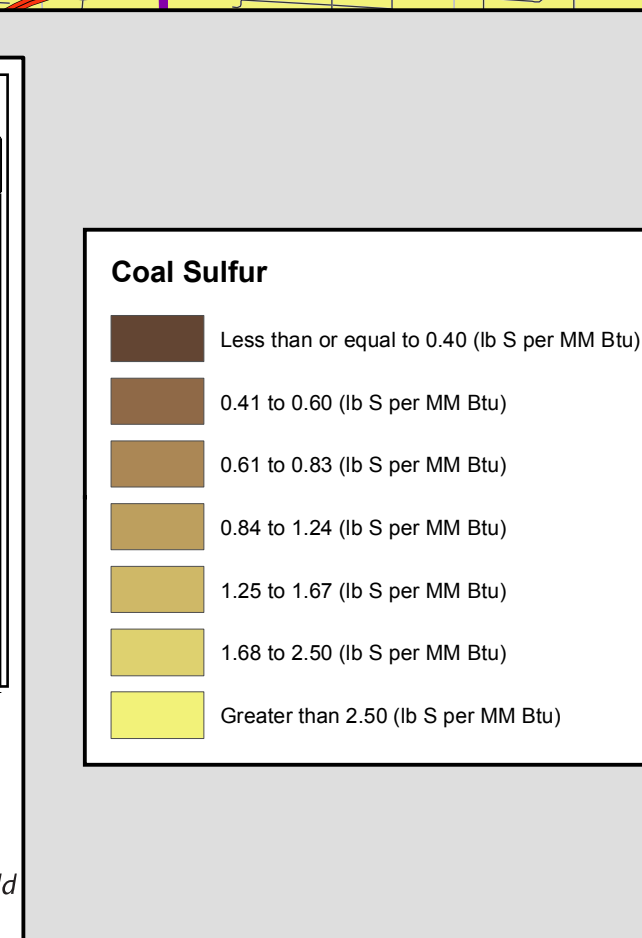 Coal Sulfur
Less than or equal to 0.40 (lb S per MM Btu)
0.41 to 0.60 (lb S per MM Btu)
0.61 to 0.83 (lb S per MM Btu)
0.84 to 1.24 (lb S per MM Btu)
1.25 to 1.67 (lb S per MM Btu)
1.68 to 2.50 (lb S per MM Btu)
Greater than 2.50 (lb S per MM Btu)